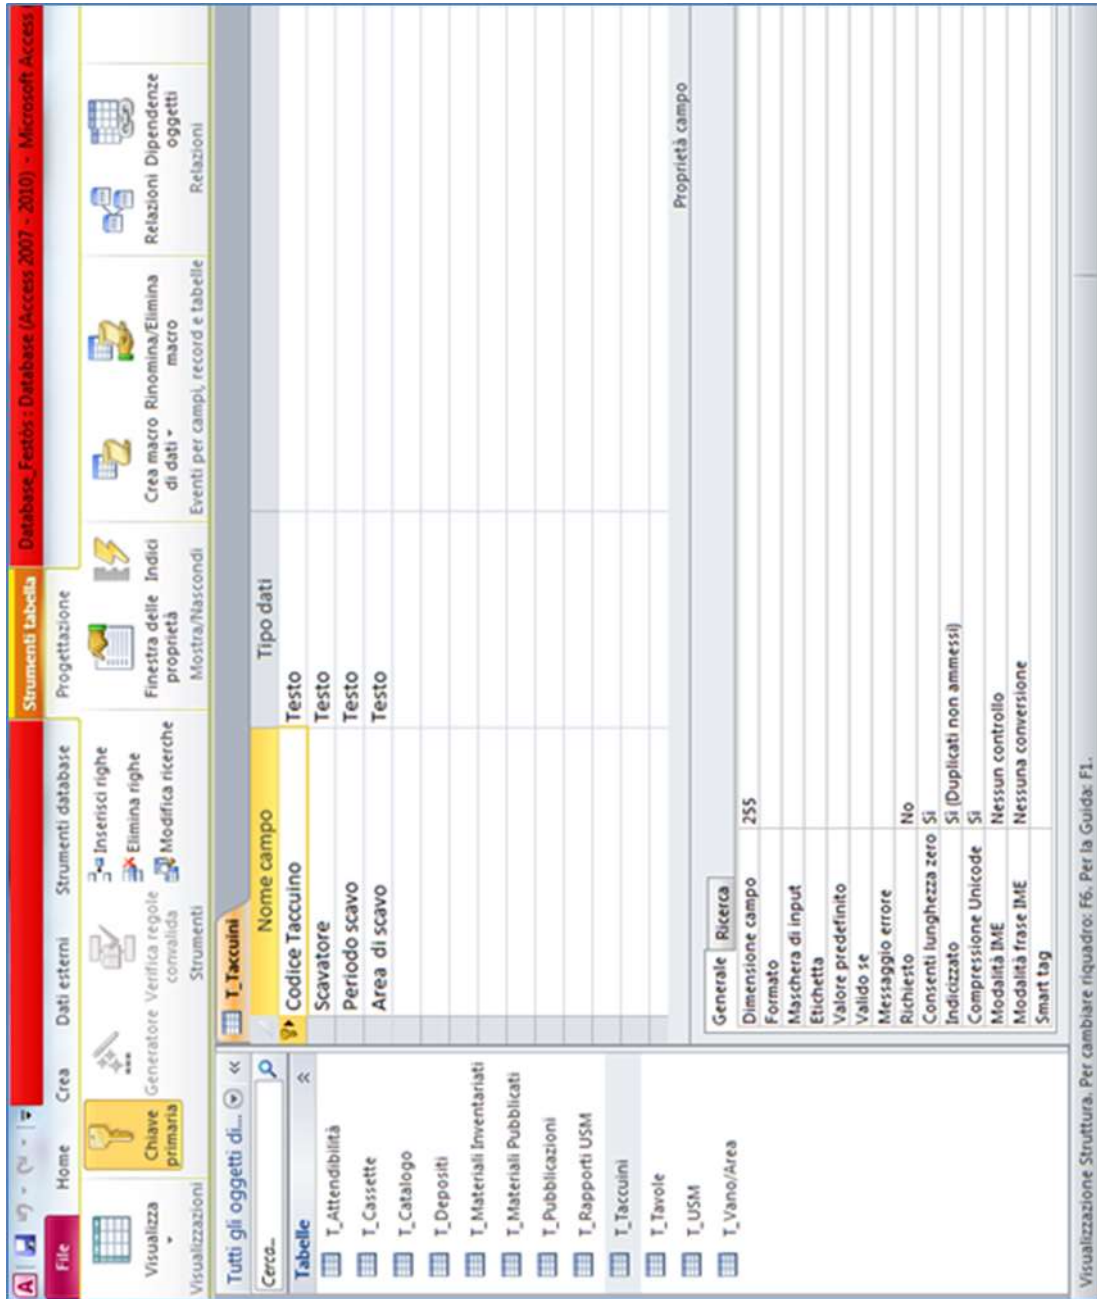 Strumenti tabella
Database_Festòs : Database (Access 2007 - 2010) - Microsoft Access
File
Home
Crea
Dati esterni
Strumenti database
Progettazione
Visualizza
Chiave primaria
Generatore
Verifica regole convalida
Inserisci righe
Elimina righe
Modifica ricerche
Finestra delle proprietà
Indici
Crea macro di dati
Rinomina/Elimina macro
Relazioni
Dipendenze oggetti
Visualizzazioni
Strumenti
Mostra/Nascondi
Eventi per campi, record e tabelle
Relazioni
Tutti gli oggetti di...
Cerca...
Tabelle
T_Attendibilità
T_Cassette
T_Catalogo
T_Depositi
T_Materiali Inventariati
T_Materiali Pubblicati
T_Pubblicazioni
T_Rapporti USM
T_Taccuini
T_Tavole
T_USM
T_Vano/Area
T_Taccuini
Nome campo Tipo dati
Codice Taccuino Testo
Scavatore Testo
Periodo scavo Testo
Area di scavo Testo
Proprietà campo
Generale Ricerca
Dimensione campo 255
Formato
Maschera di input
Etichetta
Valore predefinito
Valido se
Messaggio errore
Richiesto No
Consenti lunghezza zero Sì
Indicizzato Sì (Duplicati non ammessi)
Compressione Unicode Sì
Modalità IME Nessun controllo
Modalità frase IME Nessuna conversione
Smart tag
Visualizzazione Struttura. Per cambiare riquadro: F6. Per la Guida: F1.